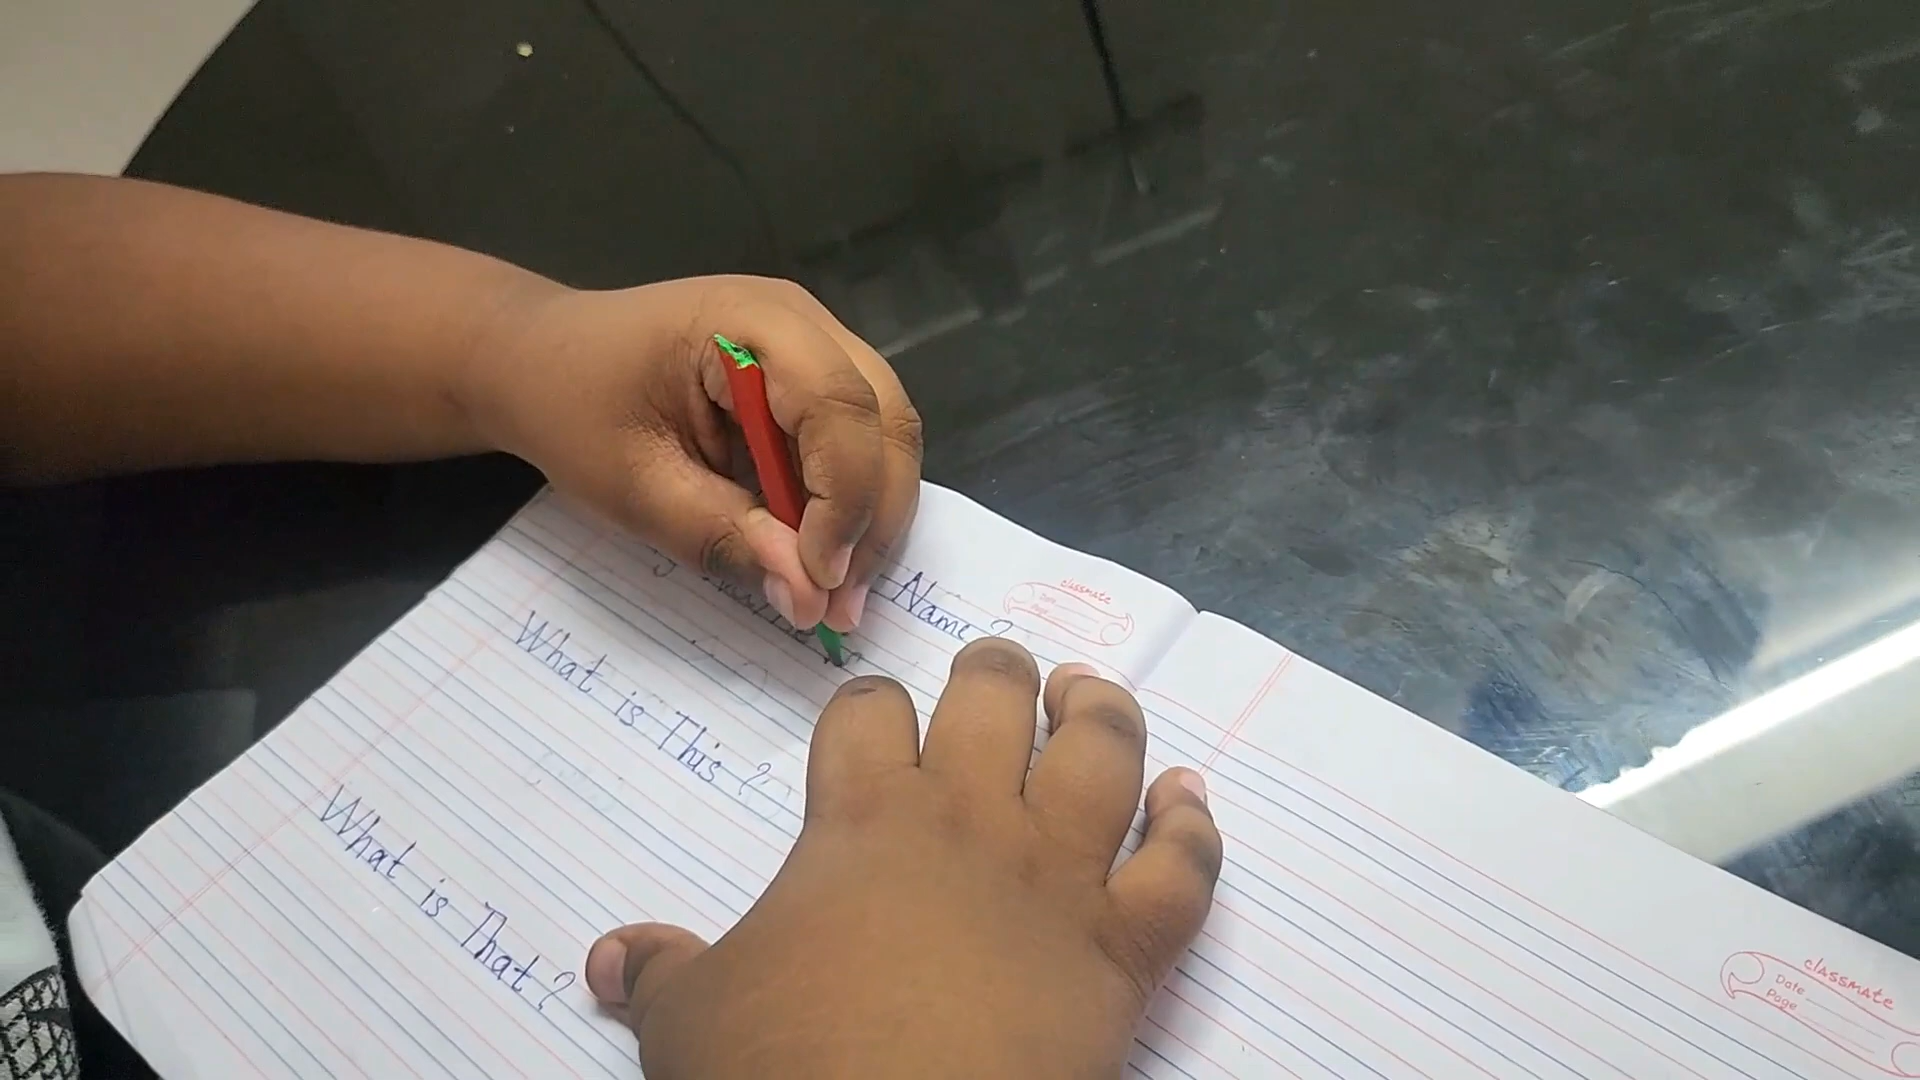 Name?
classmate
Date
Page
What is This?
What is That?
classmate
Date
Page